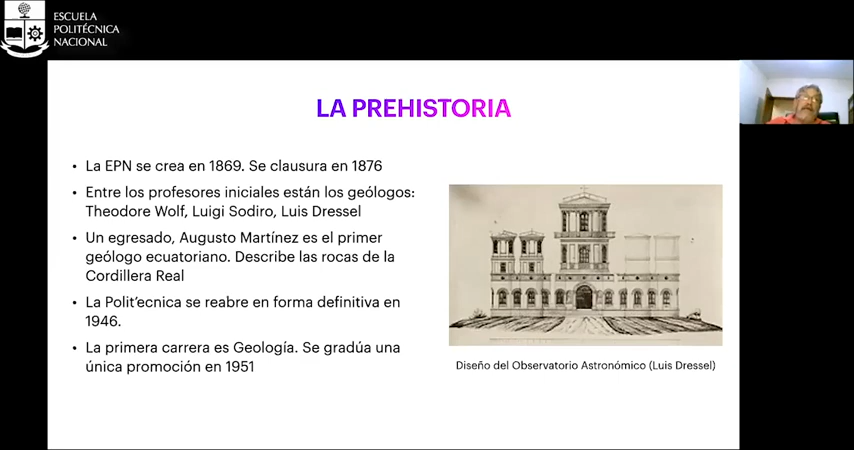 ESCUELA
POLITÉCNICA
NACIONAL
LA PREHISTORIA
• La EPN se crea en 1869. Se clausura en 1876
• Entre los profesores iniciales están los geólogos:
Theodore Wolf, Luigi Sodiro, Luis Dressel
• Un egresado, Augusto Martínez es el primer
geólogo ecuatoriano. Describe las rocas de la
Cordillera Real
• La Polit’ecnica se reabre en forma definitiva en
1946.
• La primera carrera es Geología. Se gradúa una
única promoción en 1951
Diseño del Observatorio Astronómico (Luis Dressel)